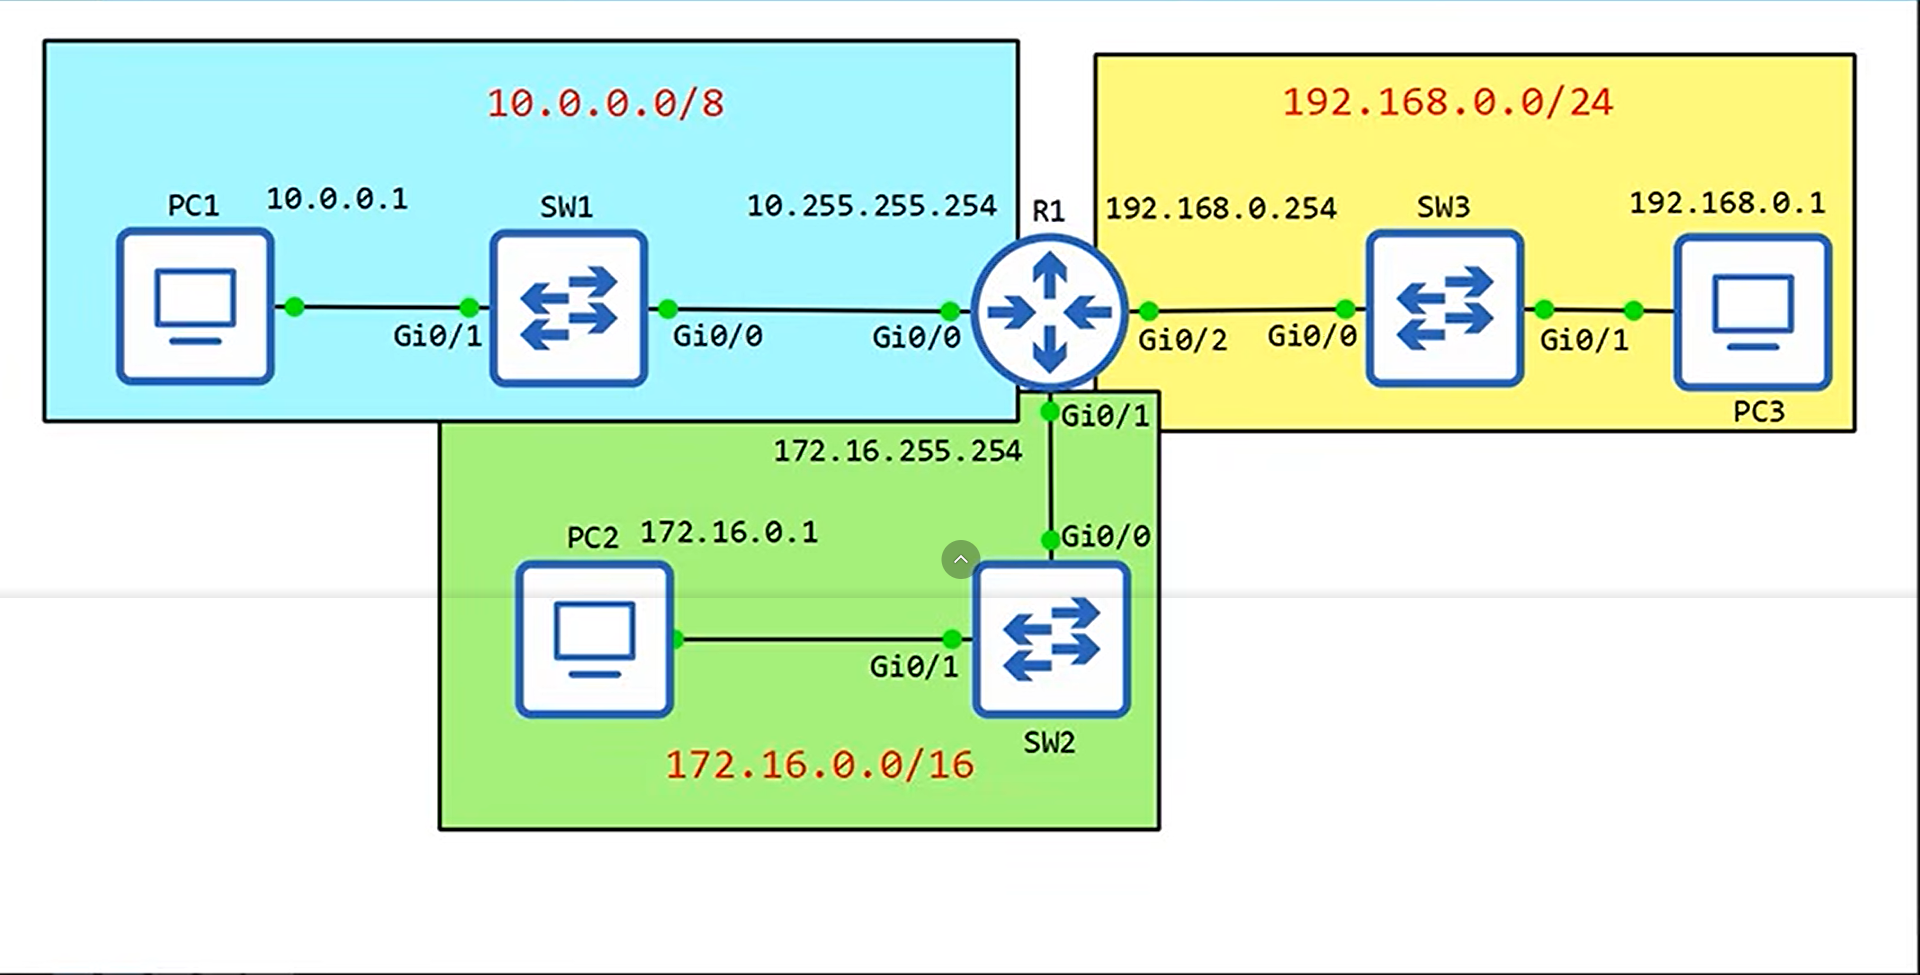 10.0.0.0/8
192.168.0.0/24
PC1
10.0.0.1
SW1
10.255.255.254
R1
192.168.0.254
SW3
192.168.0.1
Gi0/1
Gi0/0
Gi0/0
Gi0/2
Gi0/0
Gi0/1
PC3
Gi0/1
172.16.255.254
PC2
172.16.0.1
Gi0/0
Gi0/1
SW2
172.16.0.0/16